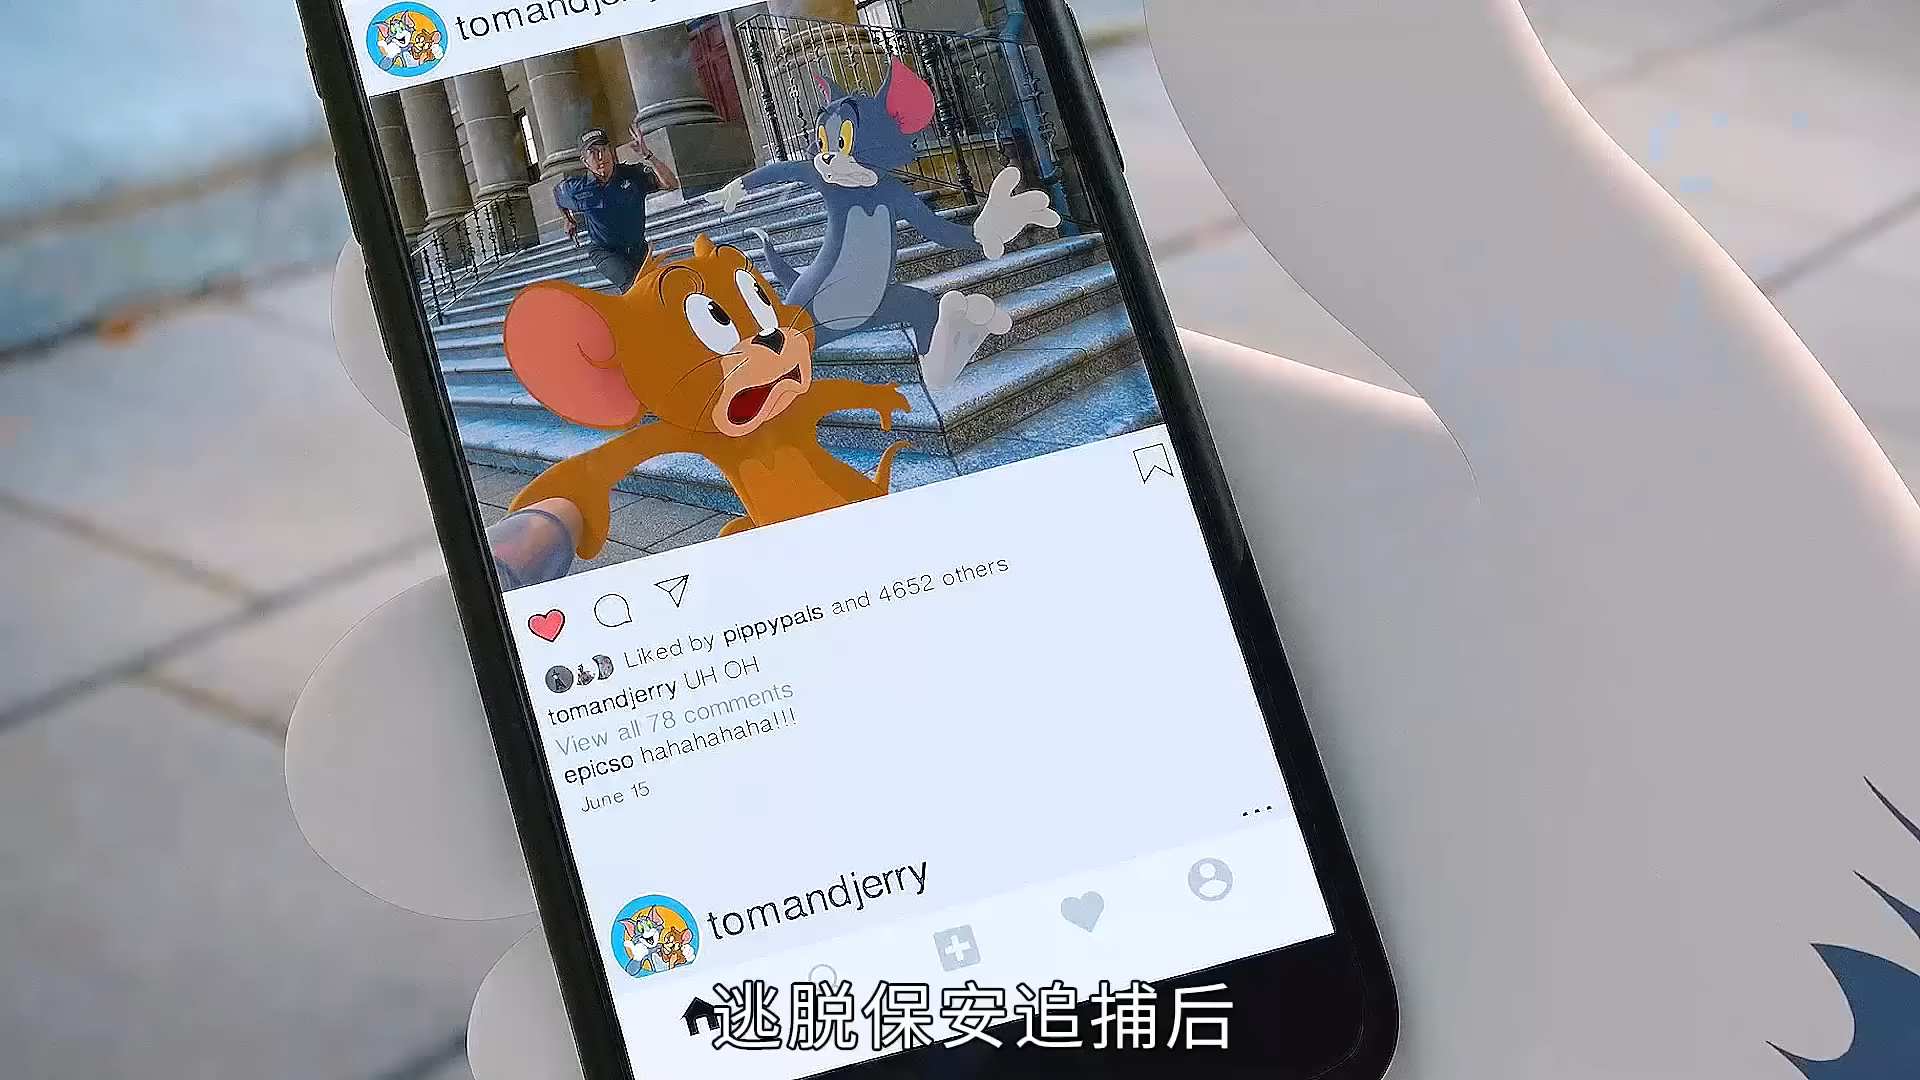 tomandjerry
Liked by pippypals and 4652 others
tomandjerry UH OH
View all 78 comments
epicso hahahahaha!!!
June 15
tomandjerry
逃脱保安追捕后